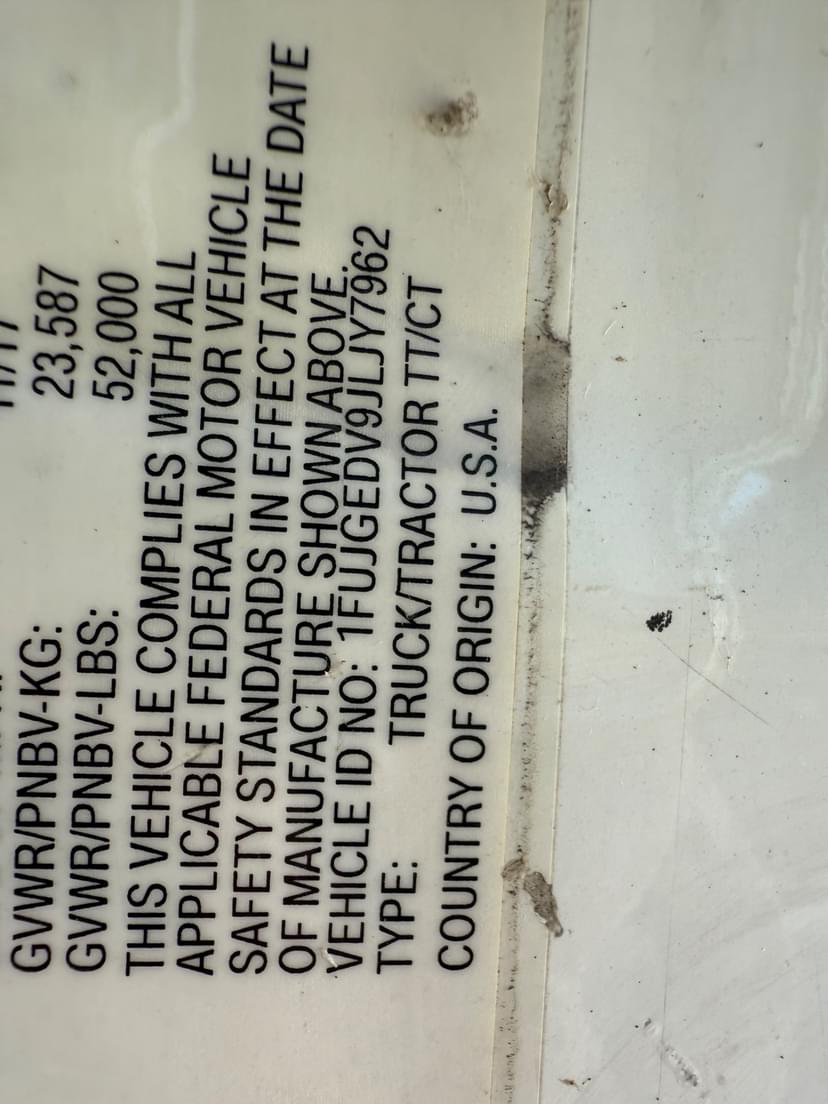 GVWR/PNBV-KG: 23,587
GVWR/PNBV-LBS: 52,000
THIS VEHICLE COMPLIES WITH ALL
APPLICABLE FEDERAL MOTOR VEHICLE
SAFETY STANDARDS IN EFFECT AT THE DATE
OF MANUFACTURE SHOWN ABOVE.
VEHICLE ID NO: 1FUJGEDV9JLJY7962
TYPE: TRUCK/TRACTOR TT/CT
COUNTRY OF ORIGIN: U.S.A.